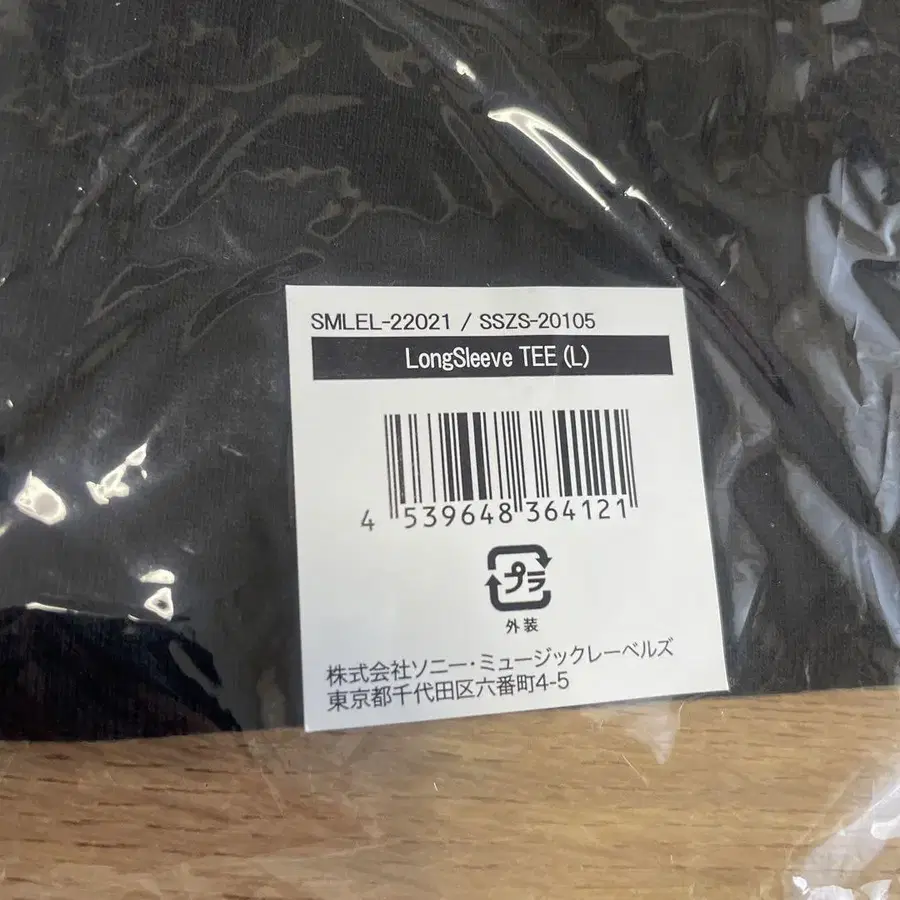 SMLEL-22021 / SSZS-20105
LongSleeve TEE (L)
4 539648 364121
プラ
外装
株式会社ソニー・ミュージックレーベルズ
東京都千代田区六番町4-5